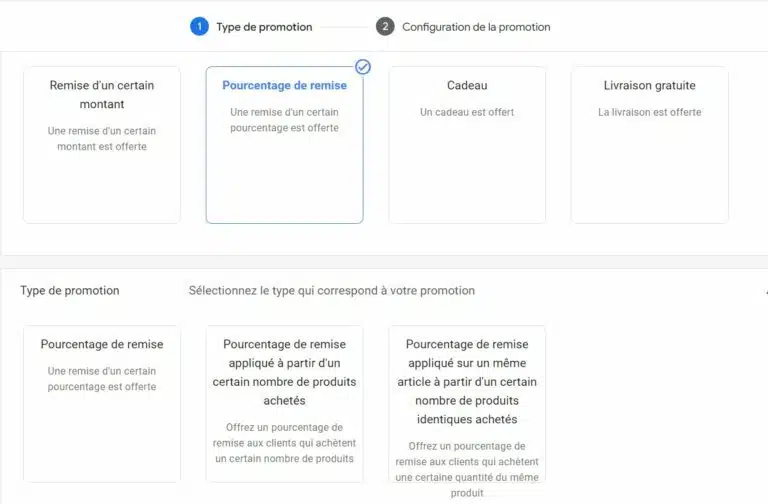 1 Type de promotion 2 Configuration de la promotion
Remise d'un certain
montant
Une remise d'un certain
montant est offerte
Pourcentage de remise
Une remise d'un certain
pourcentage est offerte
Cadeau
Un cadeau est offert
Livraison gratuite
La livraison est offerte
Type de promotion Sélectionnez le type qui correspond à votre promotion
Pourcentage de remise
Une remise d'un certain
pourcentage est offerte
Pourcentage de remise
appliqué à partir d'un
certain nombre de produits
achetés
Offrez un pourcentage de
remise aux clients qui achètent
un certain nombre de produits
Pourcentage de remise
appliqué sur un même
article à partir d'un certain
nombre de produits
identiques achetés
Offrez un pourcentage de
remise aux clients qui achètent
une certaine quantité du même
produit